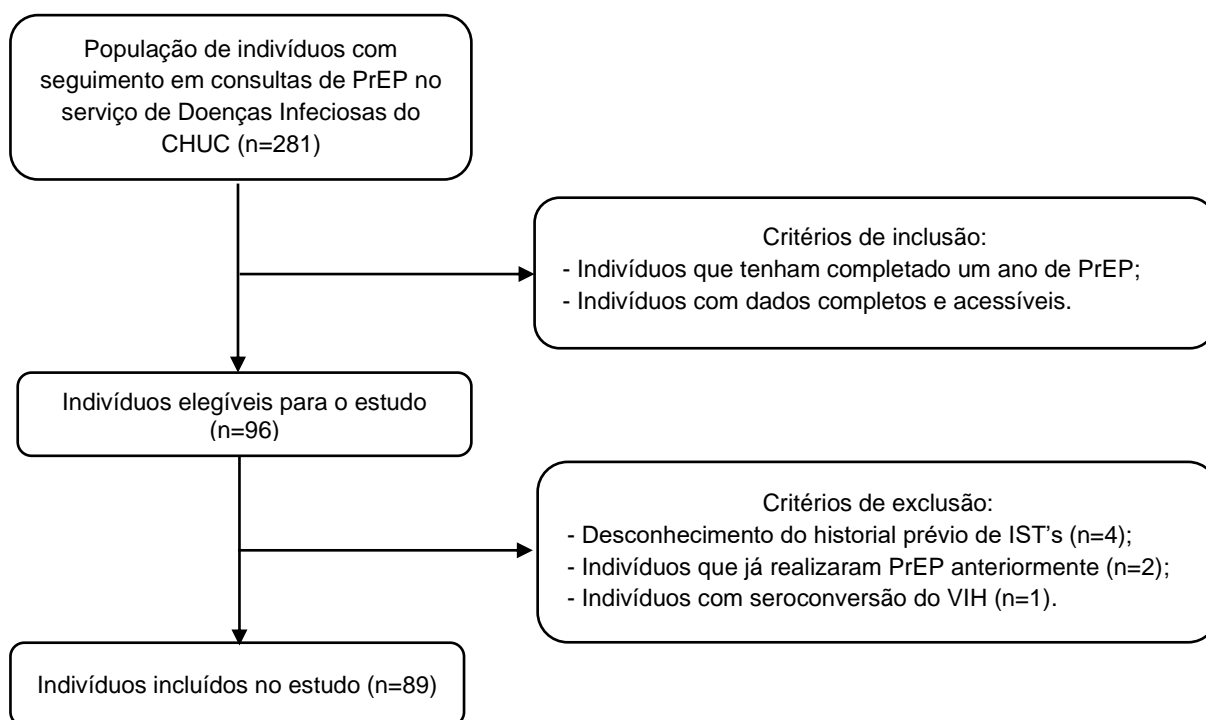 População de indivíduos com
seguimento em consultas de PrEP no
serviço de Doenças Infeciosas do
CHUC (n=281)
Critérios de inclusão:
- Indivíduos que tenham completado um ano de PrEP;
- Indivíduos com dados completos e acessíveis.
Indivíduos elegíveis para o estudo
(n=96)
Critérios de exclusão:
- Desconhecimento do historial prévio de IST’s (n=4);
- Indivíduos que já realizaram PrEP anteriormente (n=2);
- Indivíduos com seroconversão do VIH (n=1).
Indivíduos incluídos no estudo (n=89)